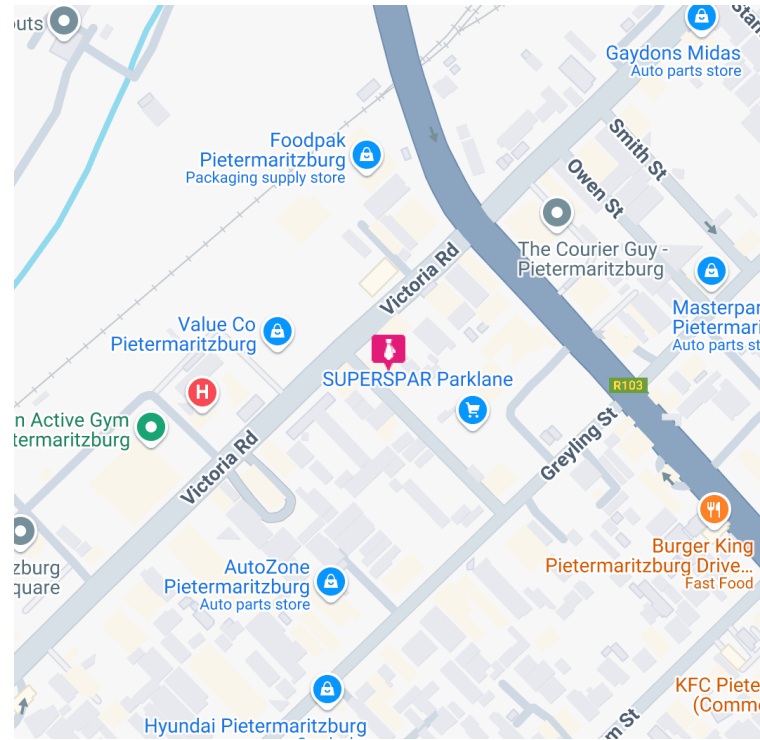 outs
Gaydons Midas
Auto parts store
Foodpak
Pietermaritzburg
Packaging supply store
Smith St
Owen St
The Courier Guy -
Pietermaritzburg
Victoria Rd
Value Co
Pietermaritzburg
Masterpar
Pietermari
Auto parts st
SUPERSPAR Parklane
R103
H
n Active Gym
termaritzburg
Victoria Rd
Greyling St
zburg
quare
AutoZone
Pietermaritzburg
Auto parts store
Burger King
Pietermaritzburg Drive...
Fast Food
KFC Piete
(Comm
Hyundai Pietermaritzburg
m St